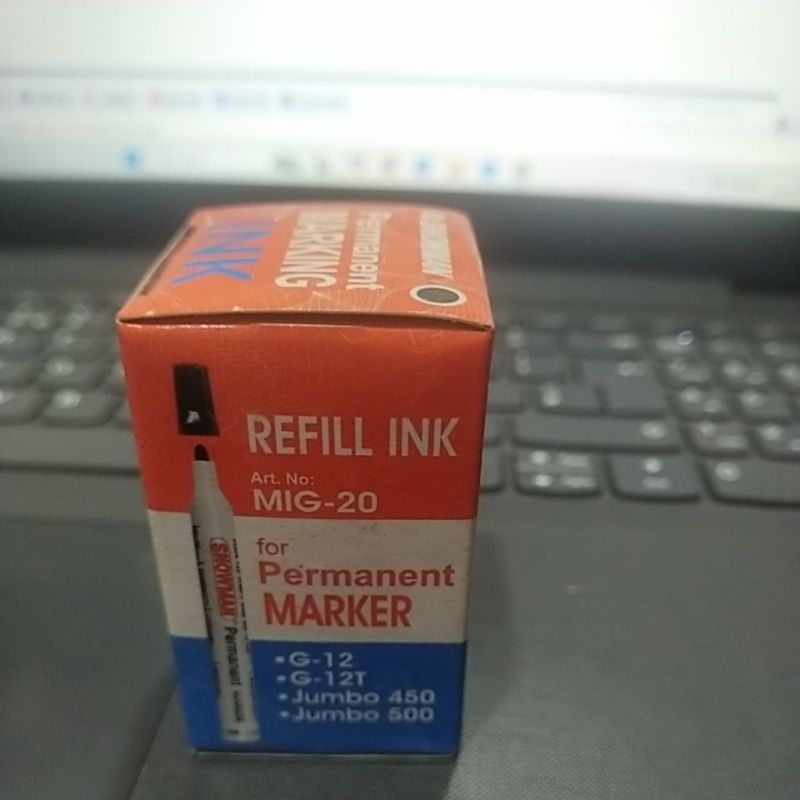 SNOWMAN
Permanent
MARKING
INK
REFILL INK
Art. No:
MIG-20
for
Permanent
MARKER
SNOWMAN Permanent
•G-12
•G-12T
•Jumbo 450
•Jumbo 500